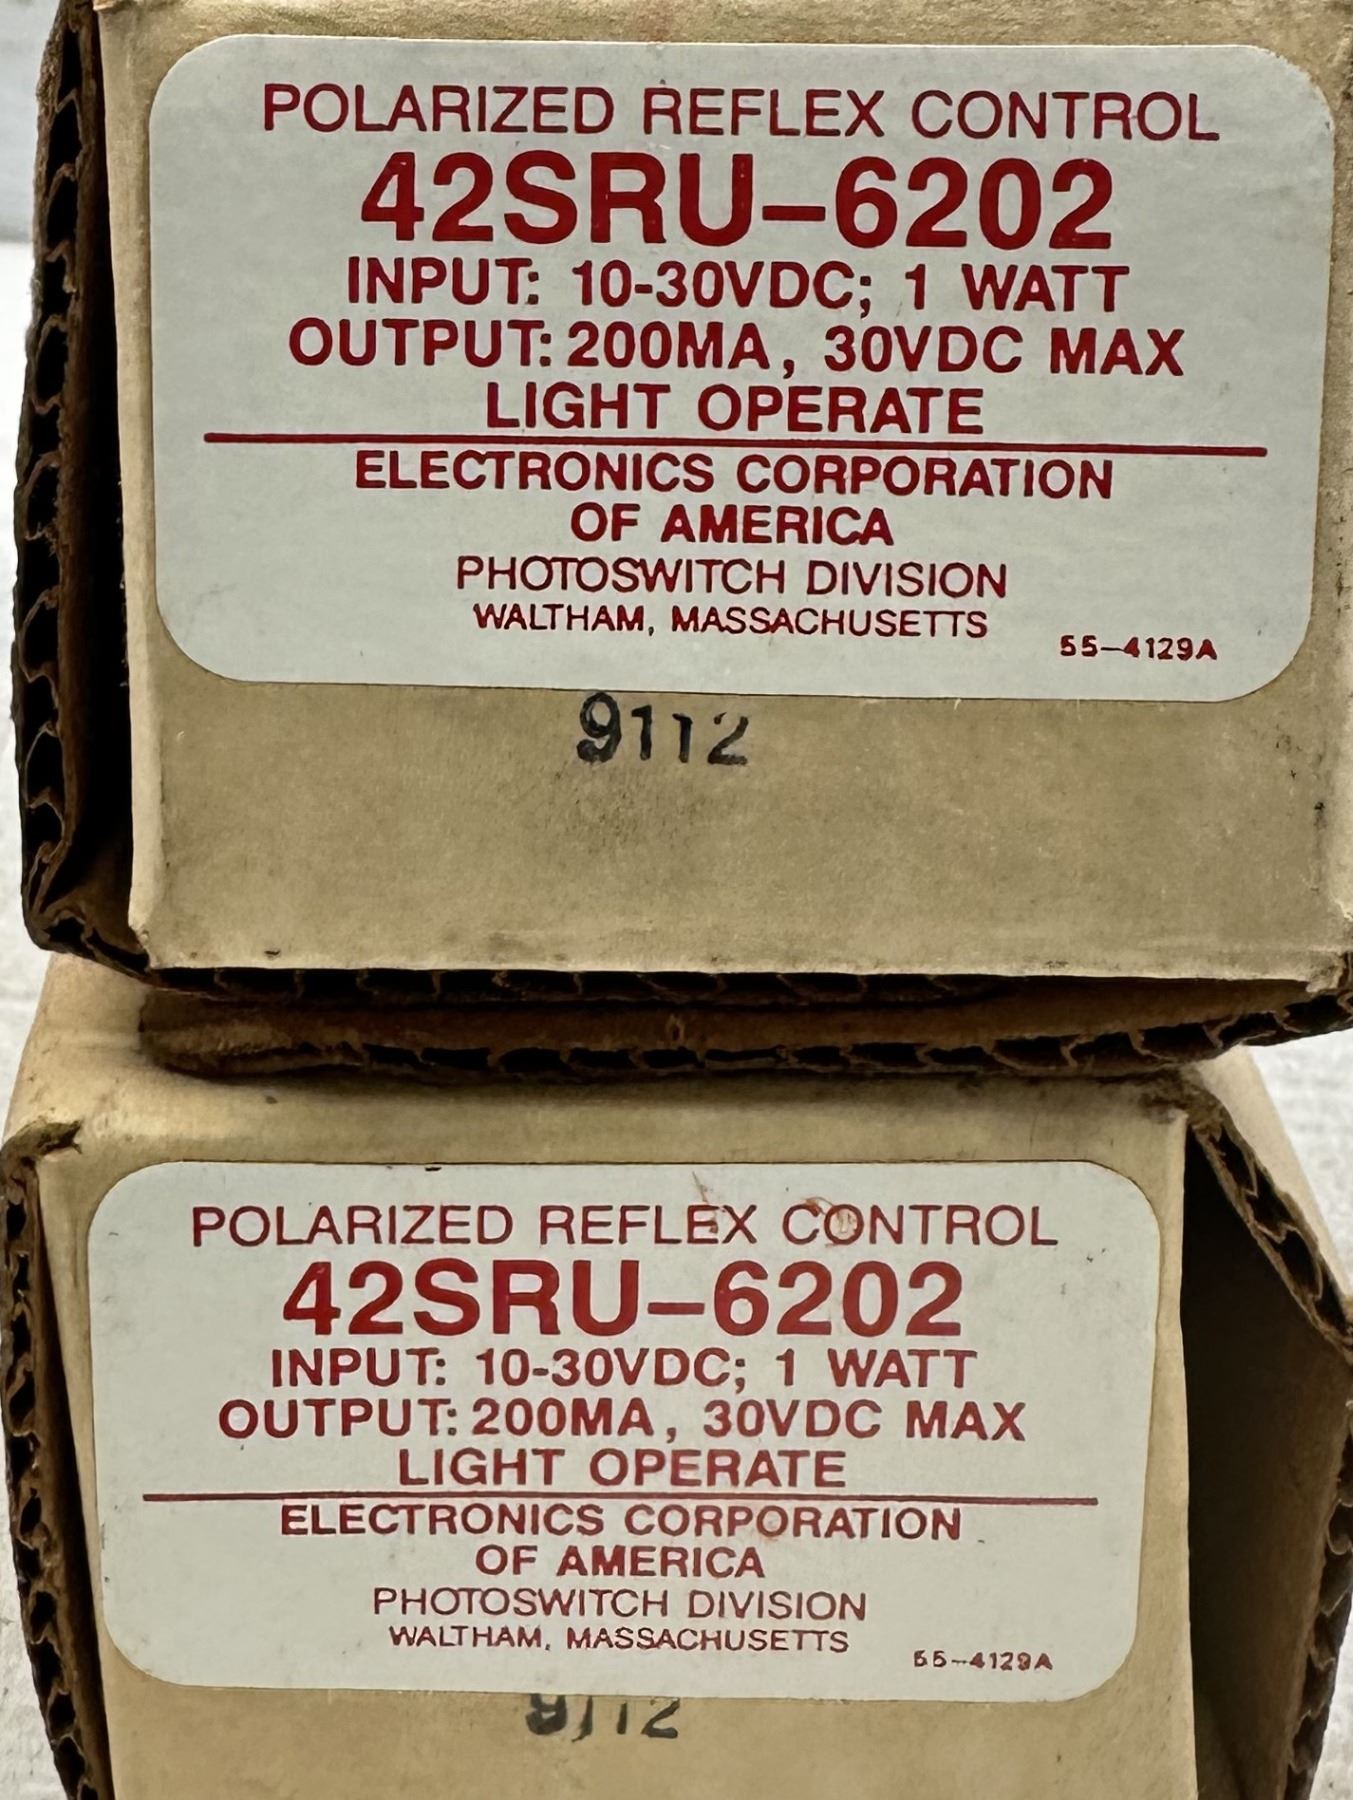 POLARIZED REFLEX CONTROL
42SRU-6202
INPUT: 10-30VDC; 1 WATT
OUTPUT: 200MA, 30VDC MAX
LIGHT OPERATE
ELECTRONICS CORPORATION
OF AMERICA
PHOTOSWITCH DIVISION
WALTHAM, MASSACHUSETTS
55-4129A
9112
POLARIZED REFLEX CONTROL
42SRU-6202
INPUT: 10-30VDC; 1 WATT
OUTPUT: 200MA, 30VDC MAX
LIGHT OPERATE
ELECTRONICS CORPORATION
OF AMERICA
PHOTOSWITCH DIVISION
WALTHAM, MASSACHUSETTS
55-4129A
9112